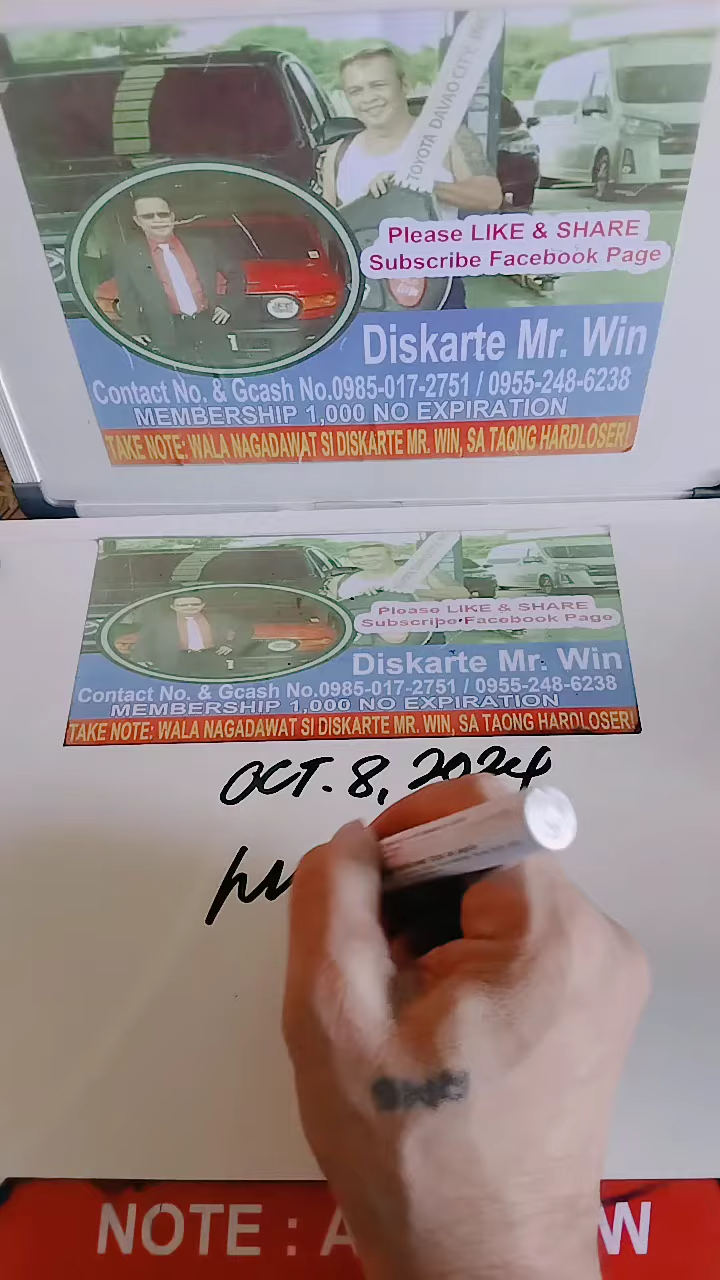 TOYOTA DAVAO CITY, INC
Please LIKE & SHARE
Subscribe Facebook Page
Diskarte Mr. Win
Contact No. & Gcash No.0985-017-2751 / 0955-248-6238
MEMBERSHIP 1,000 NO EXPIRATION
TAKE NOTE: WALA NAGADAWAT SI DISKARTE MR. WIN, SA TAONG HARDLOSER!
Please LIKE & SHARE
Subscribe Facebook Page
Diskarte Mr. Win
Contact No. & Gcash No.0985-017-2751 / 0955-248-6238
MEMBERSHIP 1,000 NO EXPIRATION
TAKE NOTE: WALA NAGADAWAT SI DISKARTE MR. WIN, SA TAONG HARDLOSER!
OCT. 8, 2024
NOTE :